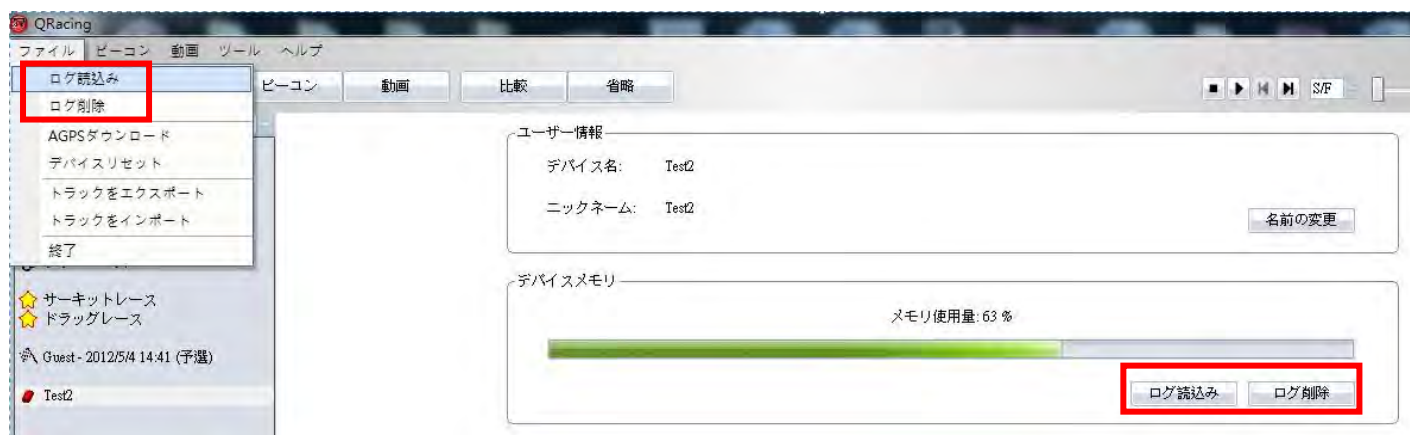 QRacing
ファイル ビーコン 動画 ツール ヘルプ
ログ読込み
ログ削除
AGPSダウンロード
デバイスリセット
トラックをエクスポート
トラックをインポート
終了
ビーコン 動画 比較 省略 S/F
ユーザー情報
デバイス名: Test2
ニックネーム: Test2
名前の変更
デバイスメモリ
メモリ使用量: 63 %
ログ読込み ログ削除
サーキットレース
ドラッグレース
Guest - 2012/5/4 14:41 (予選)
Test2